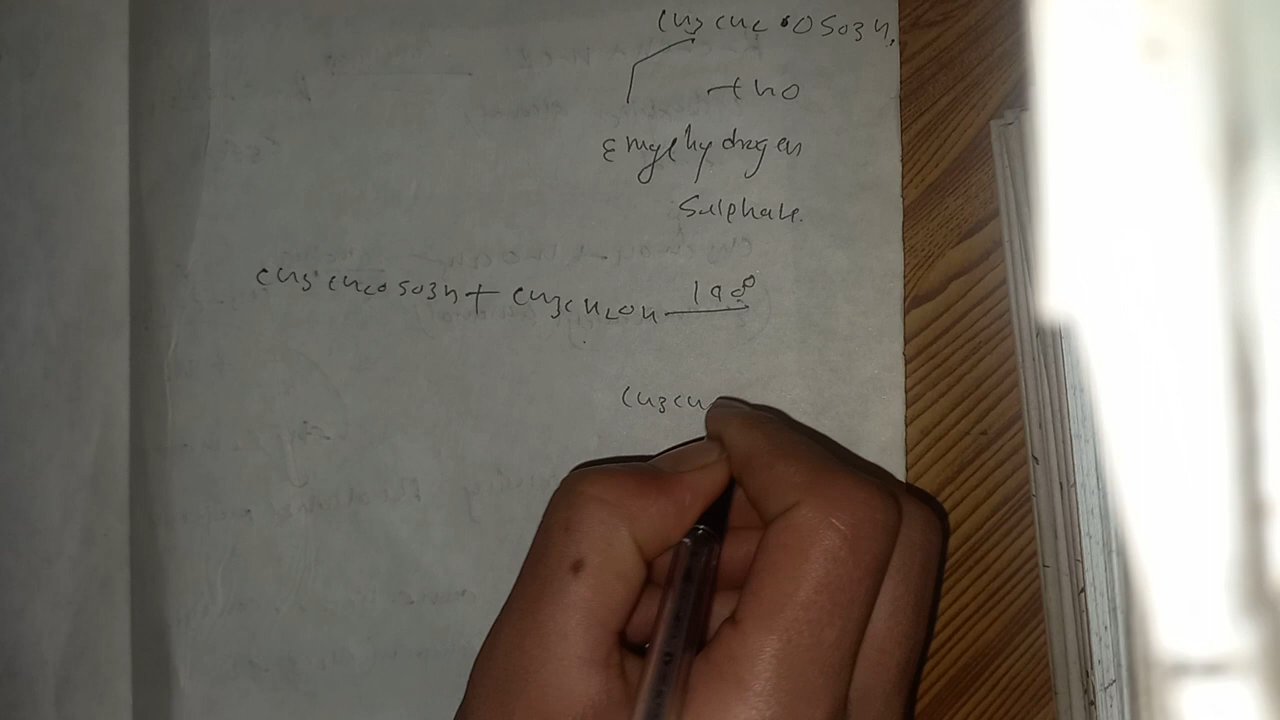 CH3CH2OSO3H.
+ H2O
Ethyl hydrogen
Sulphate.
CH3CH2OSO3H + CH3CH2OH 140°
CH3CH